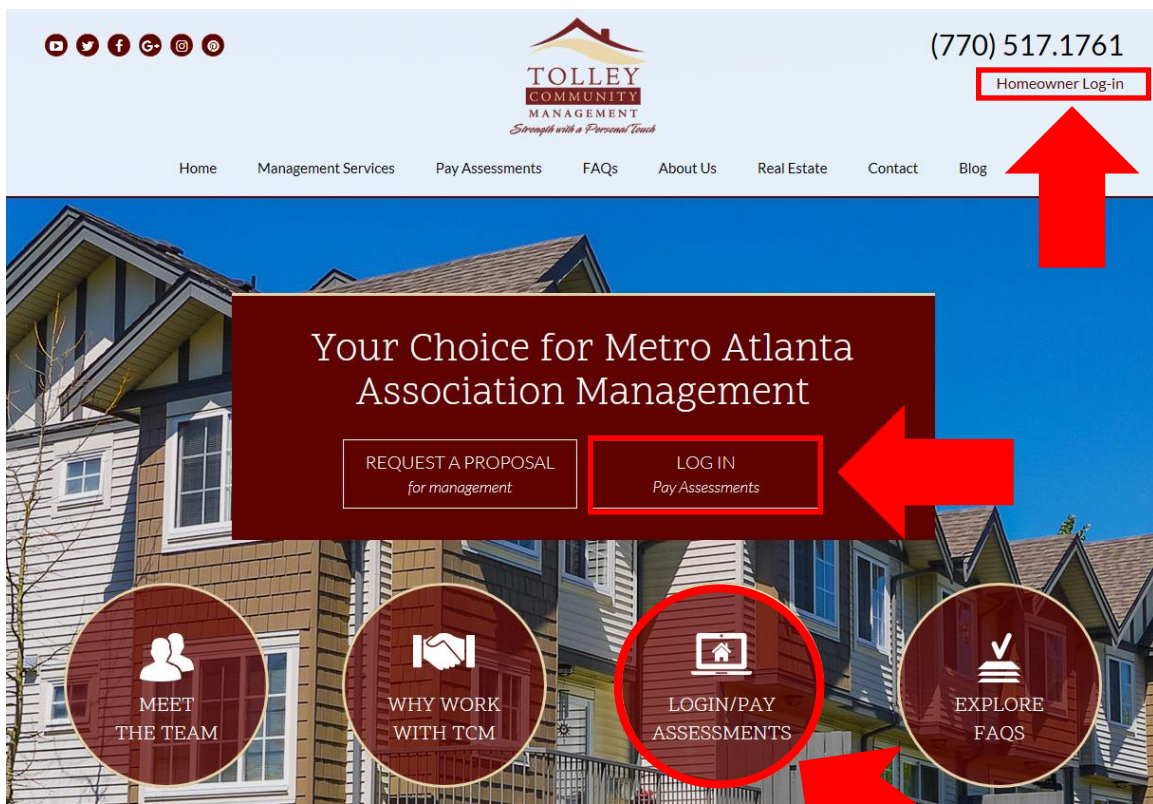 (770) 517.1761
Homeowner Log-in
TOLLEY
COMMUNITY
MANAGEMENT
Strength with a Personal Touch
Home Management Services Pay Assessments FAQs About Us Real Estate Contact Blog
Your Choice for Metro Atlanta
Association Management
REQUEST A PROPOSAL
for management
LOG IN
Pay Assessments
MEET
THE TEAM
WHY WORK
WITH TCM
LOGIN/PAY
ASSESSMENTS
EXPLORE
FAQS